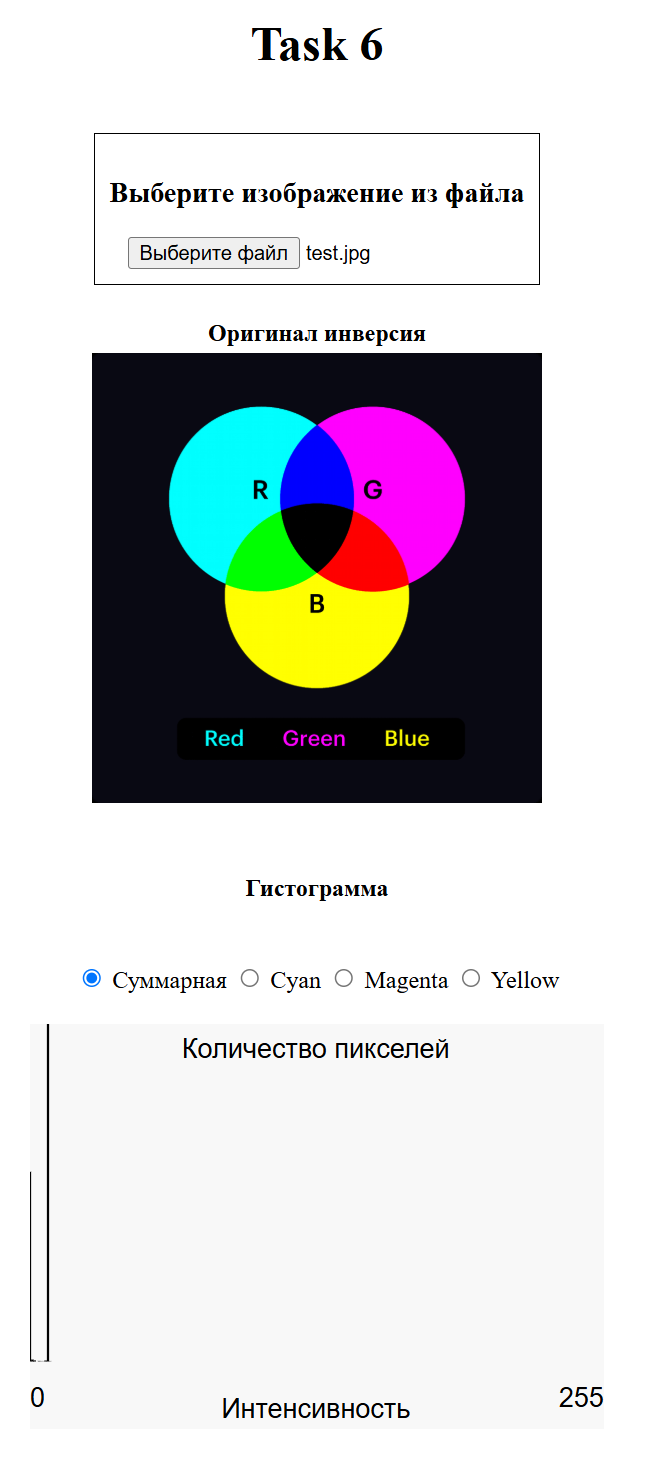 Task 6
Выберите изображение из файла
Выберите файл test.jpg
Оригинал инверсия
R G
B
Red Green Blue
Гистограмма
Суммарная Cyan Magenta Yellow
Количество пикселей
0 255
Интенсивность